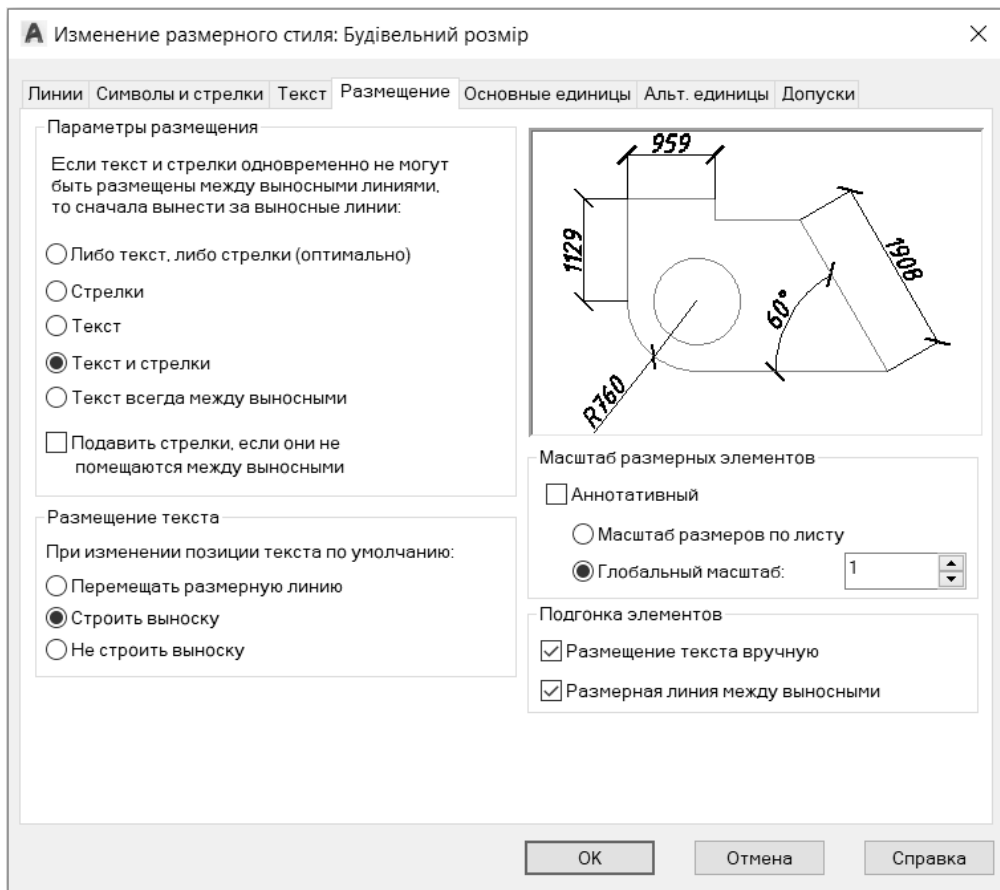 Изменение размерного стиля: Будівельний розмір
Линии Символы и стрелки Текст Размещение Основные единицы Альт. единицы Допуски
Параметры размещения
Если текст и стрелки одновременно не могут
быть размещены между выносными линиями,
то сначала вынести за выносные линии:
Либо текст, либо стрелки (оптимально)
Стрелки
Текст
Текст и стрелки
Текст всегда между выносными
Подавить стрелки, если они не
помещаются между выносными
Размещение текста
При изменении позиции текста по умолчанию:
Перемещать размерную линию
Строить выноску
Не строить выноску
959
1129
1908
60°
R760
Масштаб размерных элементов
Аннотативный
Масштаб размеров по листу
Глобальный масштаб: 1
Подгонка элементов
Размещение текста вручную
Размерная линия между выносными
OK Отмена Справка